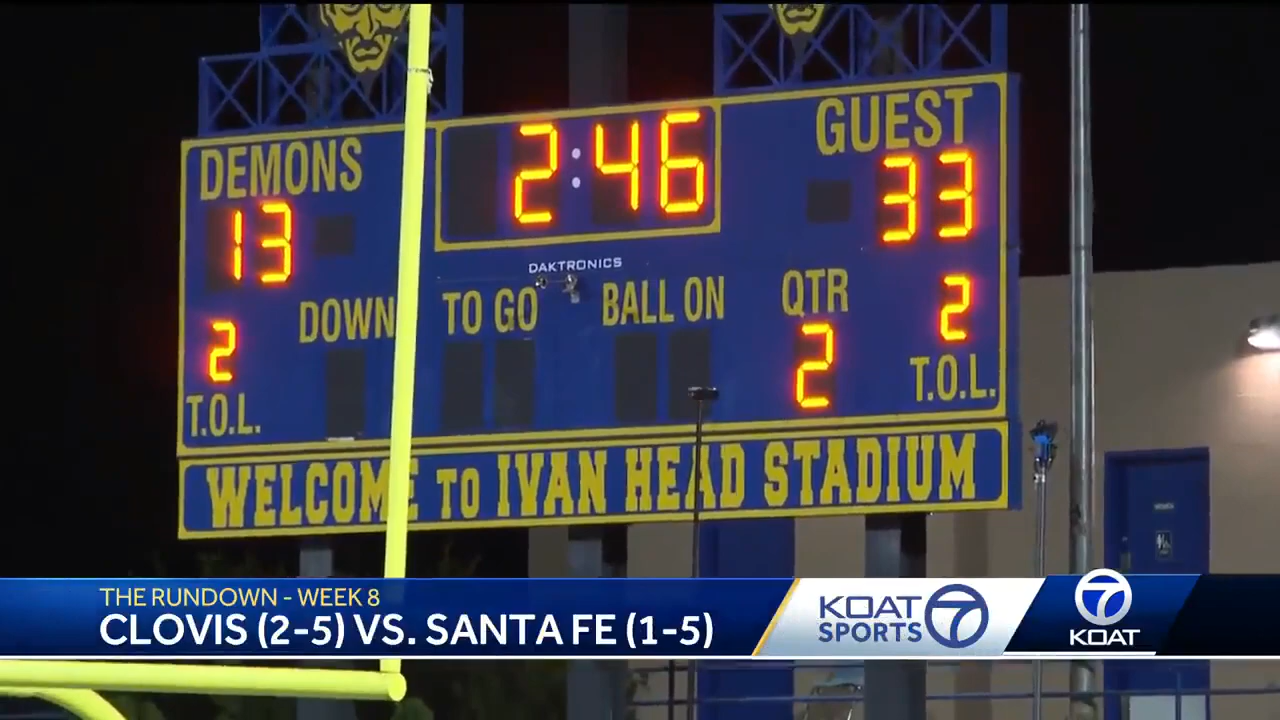 DEMONS
2:46
GUEST
13
33
DAKTRONICS
DOWN
TO GO
BALL ON
QTR
2
2
2
T.O.L.
T.O.L.
WELCOME TO IVAN HEAD STADIUM
THE RUNDOWN - WEEK 8
CLOVIS (2-5) VS. SANTA FE (1-5)
KOAT
SPORTS
7
7
KOAT